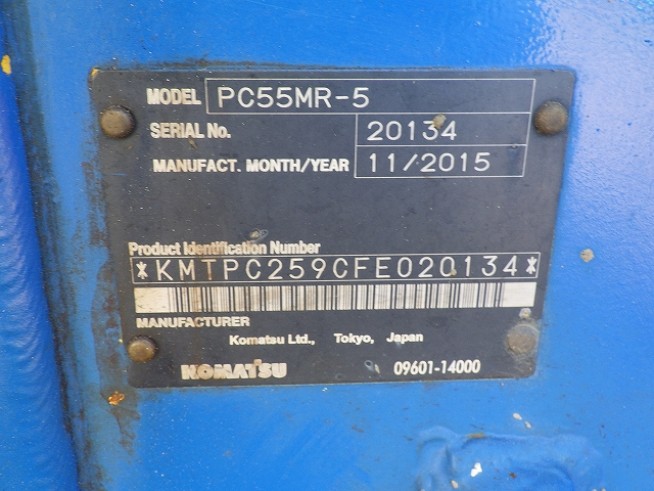 MODEL PC55MR-5
SERIAL No. 20134
MANUFACT. MONTH/YEAR 11/2015
Product Identification Number
*KMTPC259CFE020134*
MANUFACTURER
Komatsu Ltd., Tokyo, Japan
KOMATSU 09601-14000